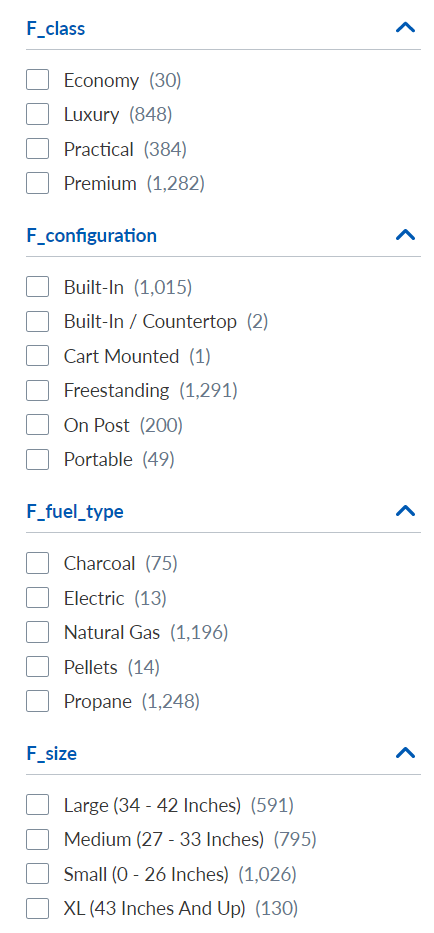 F_class
Economy (30)
Luxury (848)
Practical (384)
Premium (1,282)
F_configuration
Built-In (1,015)
Built-In / Countertop (2)
Cart Mounted (1)
Freestanding (1,291)
On Post (200)
Portable (49)
F_fuel_type
Charcoal (75)
Electric (13)
Natural Gas (1,196)
Pellets (14)
Propane (1,248)
F_size
Large (34 - 42 Inches) (591)
Medium (27 - 33 Inches) (795)
Small (0 - 26 Inches) (1,026)
XL (43 Inches And Up) (130)